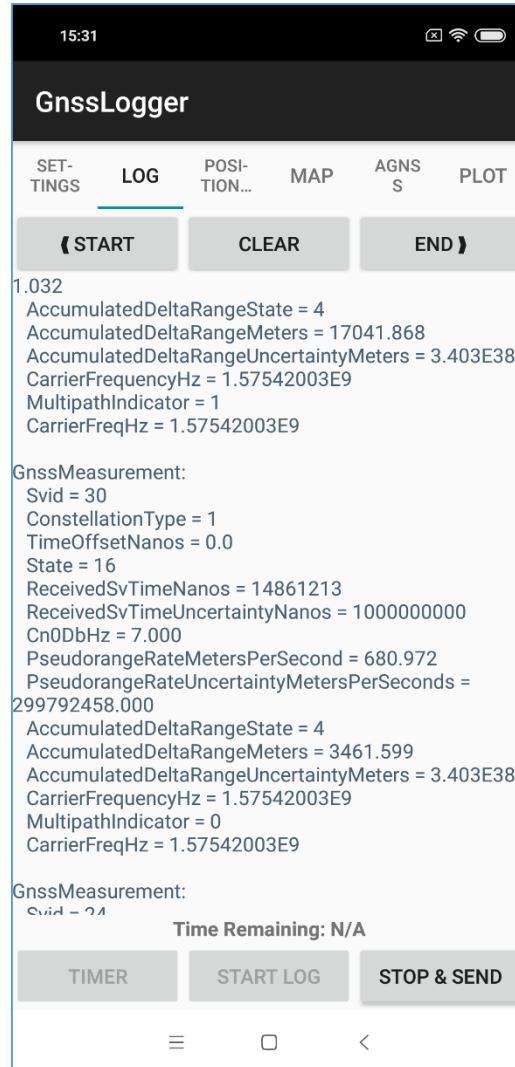 15:31
GnssLogger
SET-
TINGS
LOG
POSI-
TION...
MAP
AGNS
S
PLOT
❰ START
CLEAR
END ❱
1.032
AccumulatedDeltaRangeState = 4
AccumulatedDeltaRangeMeters = 17041.868
AccumulatedDeltaRangeUncertaintyMeters = 3.403E38
CarrierFrequencyHz = 1.57542003E9
MultipathIndicator = 1
CarrierFreqHz = 1.57542003E9
GnssMeasurement:
Svid = 30
ConstellationType = 1
TimeOffsetNanos = 0.0
State = 16
ReceivedSvTimeNanos = 14861213
ReceivedSvTimeUncertaintyNanos = 1000000000
Cn0DbHz = 7.000
PseudorangeRateMetersPerSecond = 680.972
PseudorangeRateUncertaintyMetersPerSeconds =
299792458.000
AccumulatedDeltaRangeState = 4
AccumulatedDeltaRangeMeters = 3461.599
AccumulatedDeltaRangeUncertaintyMeters = 3.403E38
CarrierFrequencyHz = 1.57542003E9
MultipathIndicator = 0
CarrierFreqHz = 1.57542003E9
GnssMeasurement:
Svid = 24
Time Remaining: N/A
TIMER
START LOG
STOP & SEND